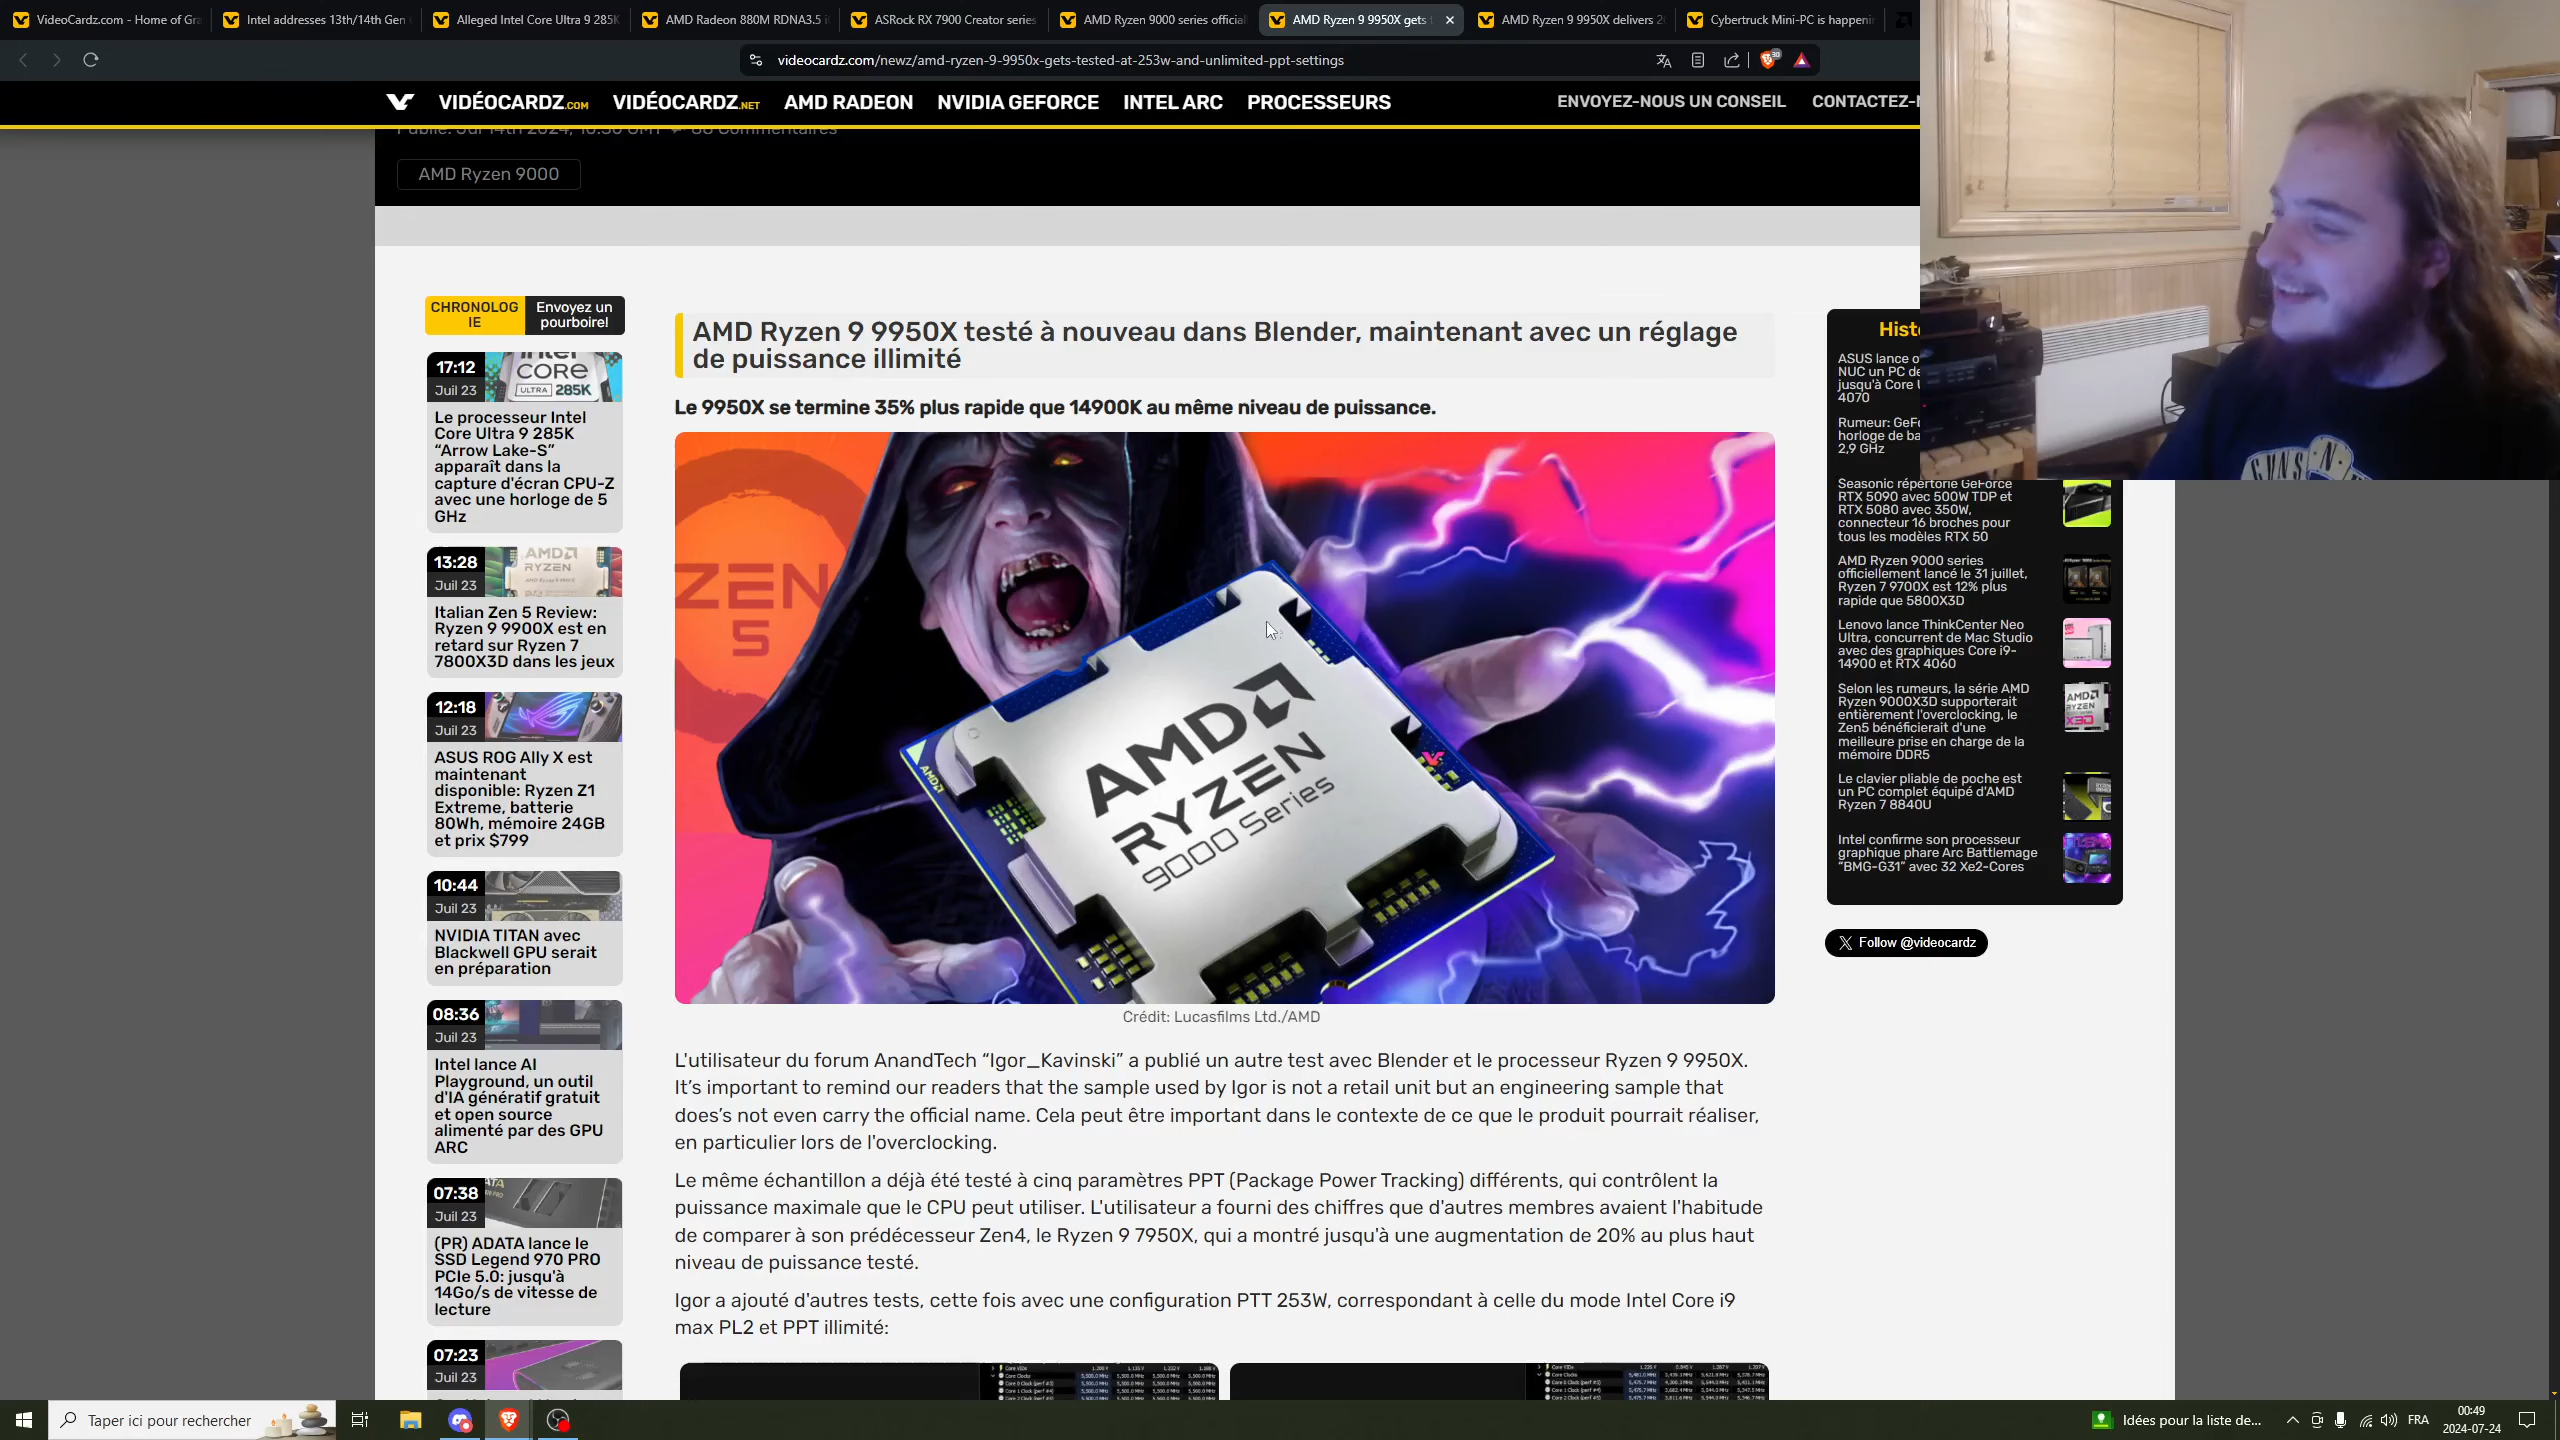 VideoCardz.com - Home of Gra
Intel addresses 13th/14th Gen
Alleged Intel Core Ultra 9 285K
AMD Radeon 880M RDNA3.5 i
ASRock RX 7900 Creator series
AMD Ryzen 9000 series official
AMD Ryzen 9 9950X gets t
AMD Ryzen 9 9950X delivers 2
Cybertruck Mini-PC is happenin
videocardz.com/newz/amd-ryzen-9-9950x-gets-tested-at-253w-and-unlimited-ppt-settings
VIDÉOCARDZ.COM VIDÉOCARDZ.NET AMD RADEON NVIDIA GEFORCE INTEL ARC PROCESSEURS ENVOYEZ-NOUS UN CONSEIL CONTACTEZ-N
Publié: Jul 14th 2024, 10:50 GMT 88 Commentaires
AMD Ryzen 9000
CHRONOLOG
IE
Envoyez un
pourboire!
17:12
Juil 23
CORE
ULTRA 285K
Le processeur Intel
Core Ultra 9 285K
“Arrow Lake-S”
apparaît dans la
capture d'écran CPU-Z
avec une horloge de 5
GHz
13:28
Juil 23
AMD
RYZEN
Italian Zen 5 Review:
Ryzen 9 9900X est en
retard sur Ryzen 7
7800X3D dans les jeux
12:18
Juil 23
ASUS ROG Ally X est
maintenant
disponible: Ryzen Z1
Extreme, batterie
80Wh, mémoire 24GB
et prix $799
10:44
Juil 23
NVIDIA TITAN avec
Blackwell GPU serait
en préparation
08:36
Juil 23
Intel lance AI
Playground, un outil
d'IA génératif gratuit
et open source
alimenté par des GPU
ARC
07:38
Juil 23
(PR) ADATA lance le
SSD Legend 970 PRO
PCIe 5.0: jusqu'à
14Go/s de vitesse de
lecture
07:23
Juil 23
AMD Ryzen 9 9950X testé à nouveau dans Blender, maintenant avec un réglage
de puissance illimité
Le 9950X se termine 35% plus rapide que 14900K au même niveau de puissance.
ZEN
5
AMD
AMD
RYZEN
9000 Series
Crédit: Lucasfilms Ltd./AMD
L'utilisateur du forum AnandTech “Igor_Kavinski” a publié un autre test avec Blender et le processeur Ryzen 9 9950X.
It’s important to remind our readers that the sample used by Igor is not a retail unit but an engineering sample that
does’s not even carry the official name. Cela peut être important dans le contexte de ce que le produit pourrait réaliser,
en particulier lors de l'overclocking.
Le même échantillon a déjà été testé à cinq paramètres PPT (Package Power Tracking) différents, qui contrôlent la
puissance maximale que le CPU peut utiliser. L'utilisateur a fourni des chiffres que d'autres membres avaient l'habitude
de comparer à son prédécesseur Zen4, le Ryzen 9 7950X, qui a montré jusqu'à une augmentation de 20% au plus haut
niveau de puissance testé.
Igor a ajouté d'autres tests, cette fois avec une configuration PTT 253W, correspondant à celle du mode Intel Core i9
max PL2 et PPT illimité:
Histo
ASUS lance o
NUC un PC de
jusqu'à Core U
4070
Rumeur: GeFo
horloge de ba
2,9 GHz
Seasonic répertorie GeForce
RTX 5090 avec 500W TDP et
RTX 5080 avec 350W,
connecteur 16 broches pour
tous les modèles RTX 50
AMD Ryzen 9000 series
officiellement lancé le 31 juillet,
Ryzen 7 9700X est 12% plus
rapide que 5800X3D
Lenovo lance ThinkCenter Neo
Ultra, concurrent de Mac Studio
avec des graphiques Core i9-
14900 et RTX 4060
Selon les rumeurs, la série AMD
Ryzen 9000X3D supporterait
entièrement l'overclocking, le
Zen5 bénéficierait d'une
meilleure prise en charge de la
mémoire DDR5
AMD
RYZEN
X3D
Le clavier pliable de poche est
un PC complet équipé d'AMD
Ryzen 7 8840U
Intel confirme son processeur
graphique phare Arc Battlemage
“BMG-G31” avec 32 Xe2-Cores
Follow @videocardz
GUNS N
Taper ici pour rechercher
Idées pour la liste de...
FRA
00:49
2024-07-24